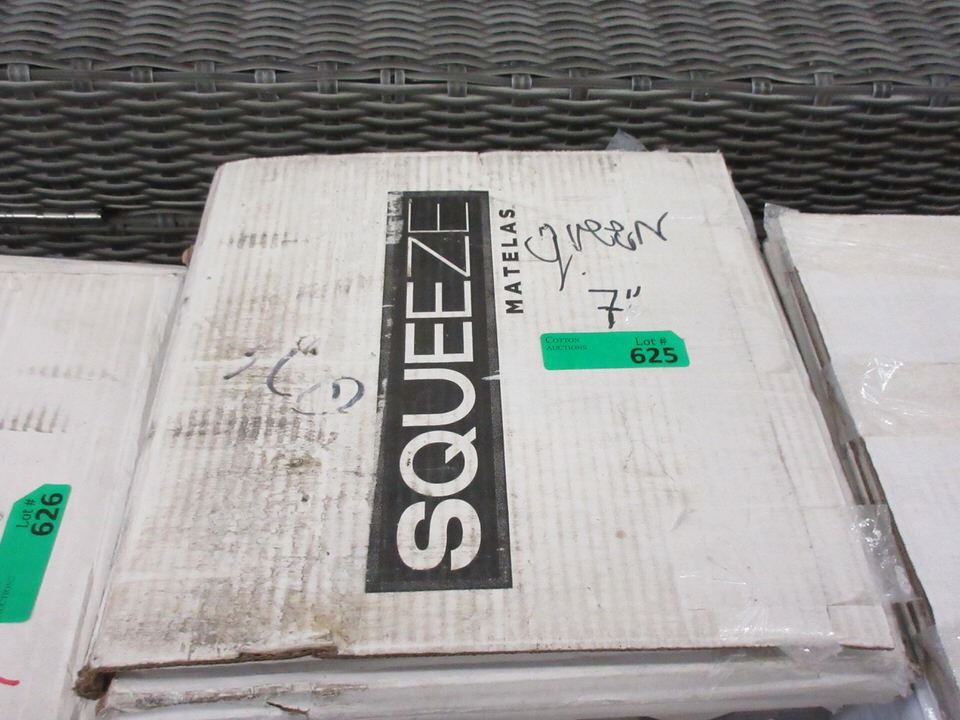 SQUEEZE
MATELAS
Queen
7"
COTTON
AUCTIONS
Lot #
625
Lot #
626